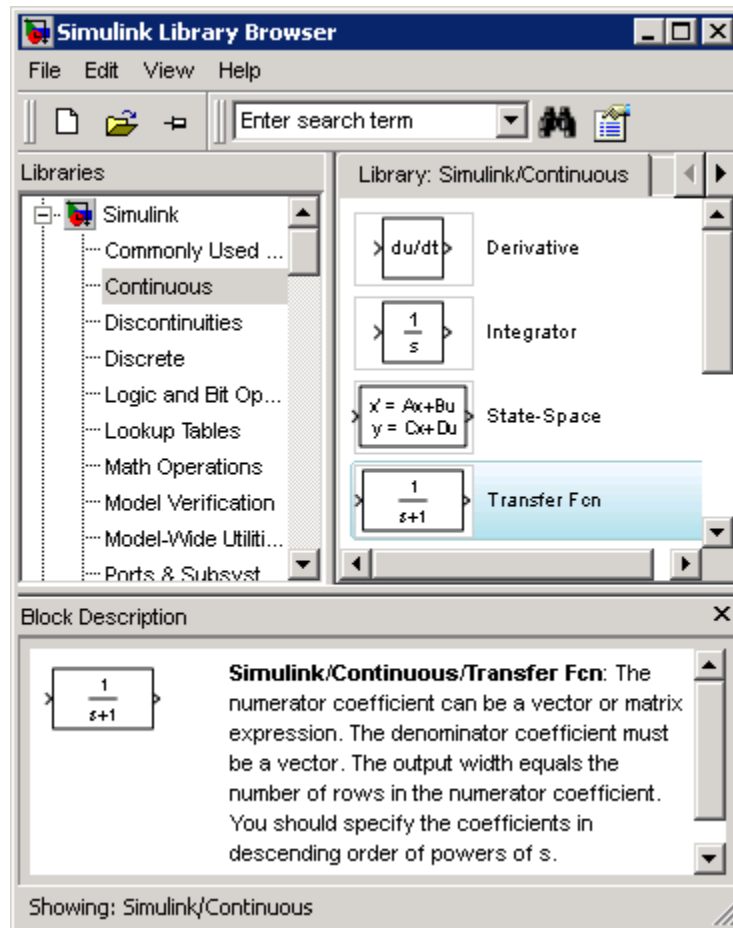 Simulink Library Browser
File Edit View Help
Enter search term
Libraries
Simulink
Commonly Used ...
Continuous
Discontinuities
Discrete
Logic and Bit Op...
Lookup Tables
Math Operations
Model Verification
Model-Wide Utiliti...
Ports & Subsyst
Library: Simulink/Continuous
du/dt Derivative
1
s
Integrator
x' = Ax+Bu
y = Cx+Du
State-Space
1
s+1
Transfer Fcn
Block Description
1
s+1
Simulink/Continuous/Transfer Fcn: The
numerator coefficient can be a vector or matrix
expression. The denominator coefficient must
be a vector. The output width equals the
number of rows in the numerator coefficient.
You should specify the coefficients in
descending order of powers of s.
Showing: Simulink/Continuous